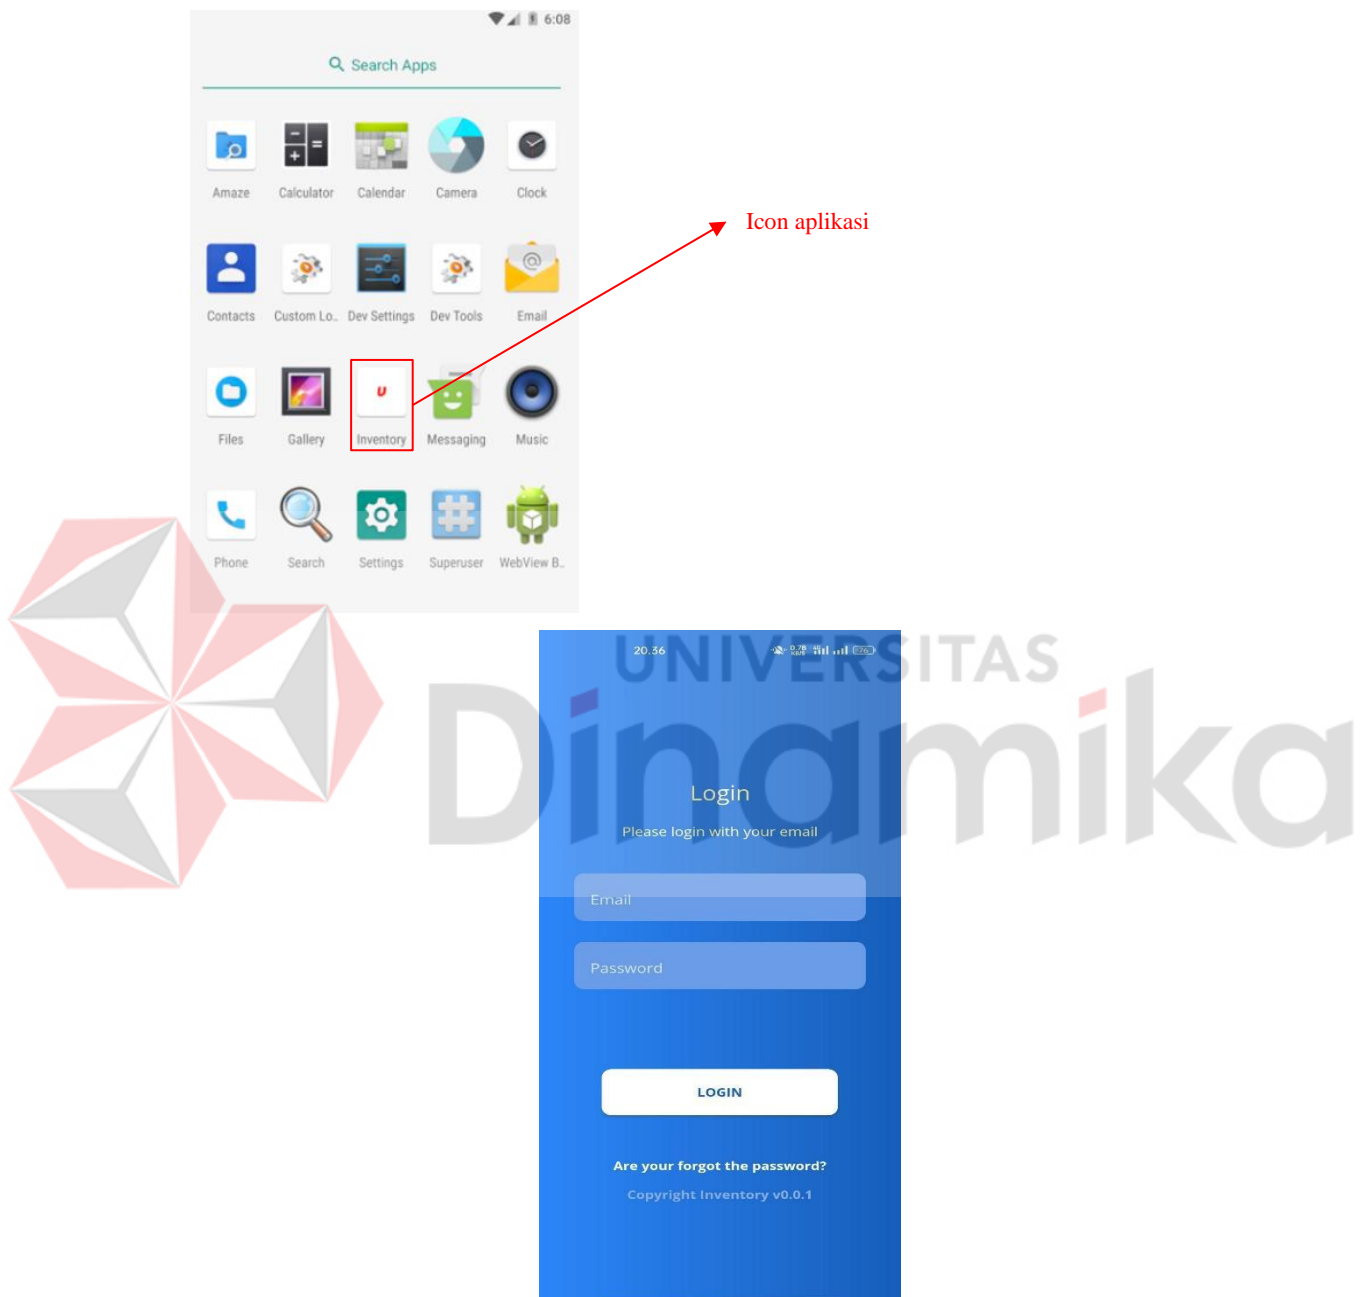 6:08
Search Apps
Amaze Calculator Calendar Camera Clock
Icon aplikasi
Contacts Custom Lo.. Dev Settings Dev Tools Email
Files Gallery Inventory Messaging Music
Phone Search Settings Superuser WebView B..
UNIVERSITAS
Dinamika
20.36
Login
Please login with your email
Email
Password
LOGIN
Are your forgot the password?
Copyright Inventory v0.0.1